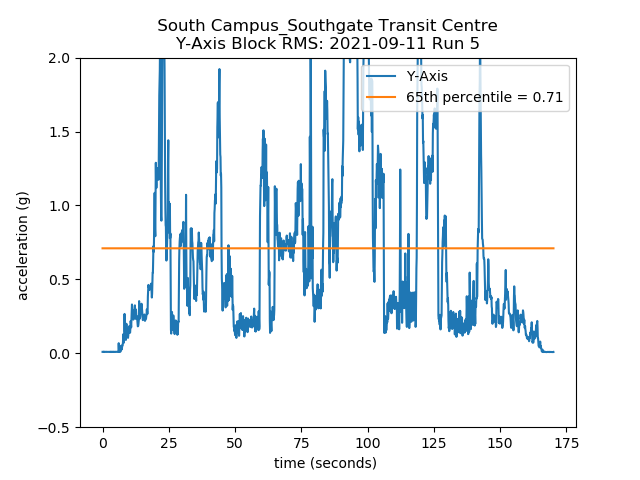 South Campus_Southgate Transit Centre
Y-Axis Block RMS: 2021-09-11 Run 5
Y-Axis
65th percentile = 0.71
2.0
1.5
1.0
0.5
0.0
−0.5
acceleration (g)
0 25 50 75 100 125 150 175
time (seconds)